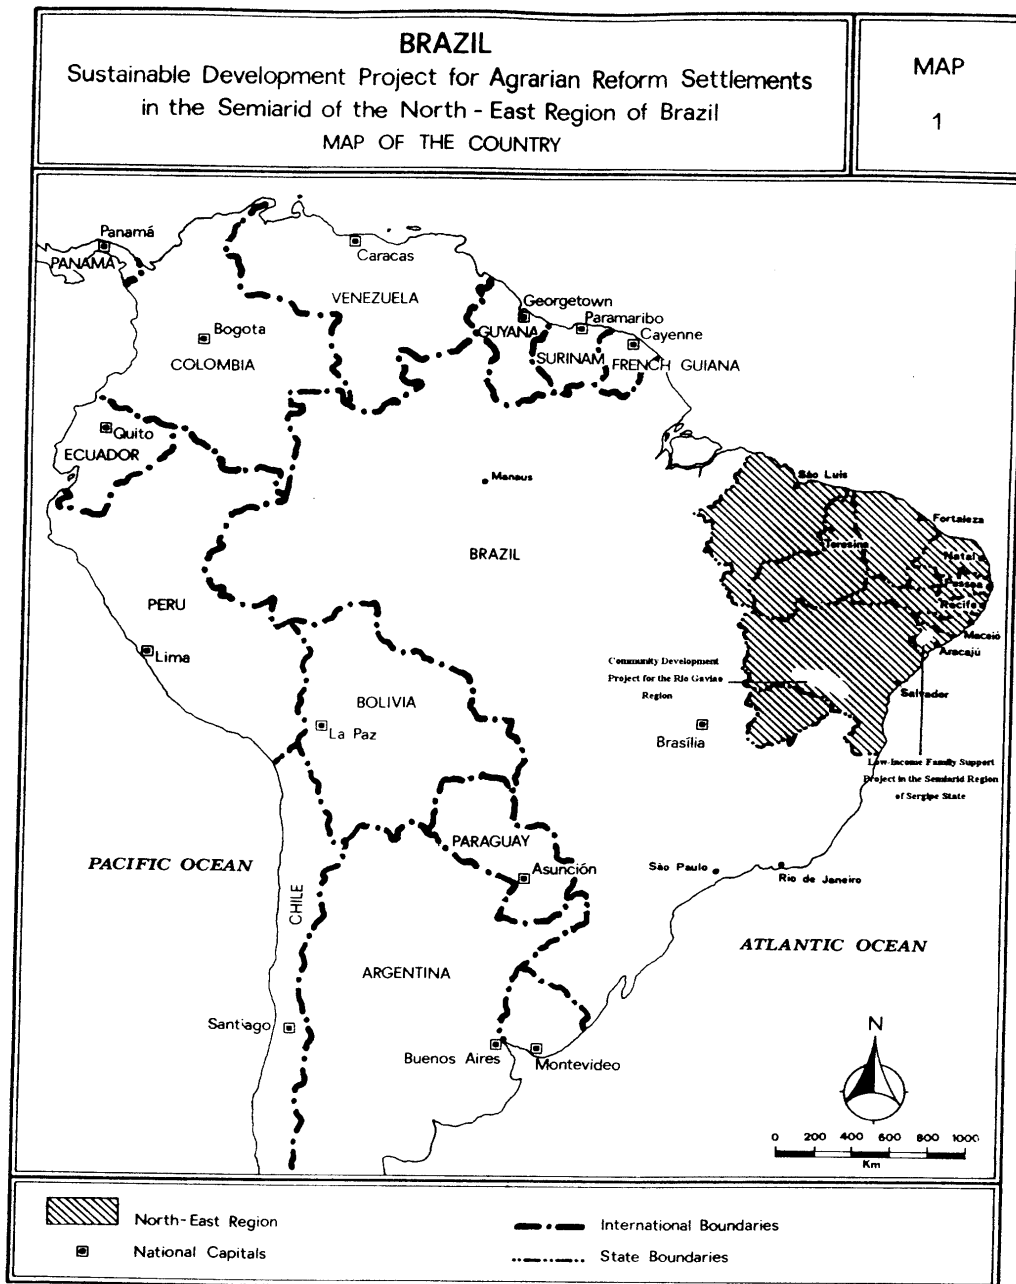 BRAZIL
Sustainable Development Project for Agrarian Reform Settlements
in the Semiarid of the North - East Region of Brazil
MAP OF THE COUNTRY
MAP
1
Panamá
PANAMÁ
Caracas
VENEZUELA
Georgetown
GUYANA
Paramaribo
Cayenne
SURINAM
FRENCH GUIANA
Bogota
COLOMBIA
Quito
ECUADOR
Manaus
São Luis
Fortaleza
Teresina
Natal
BRAZIL
Pessoa
PERU
Recife
Maceió
Lima
Aracajú
Community Development
Project for the Rio Gaviao
Region
Salvador
BOLIVIA
La Paz
Brasília
Low-Income Family Support
Project in the Semiarid Region
of Sergipe State
PARAGUAY
PACIFIC OCEAN
Asunción
São Paulo
Rio de Janeiro
CHILE
ATLANTIC OCEAN
ARGENTINA
Santiago
N
Buenos Aires
Montevideo
0 200 400 600 800 1000
Km
North-East Region
International Boundaries
National Capitals
State Boundaries